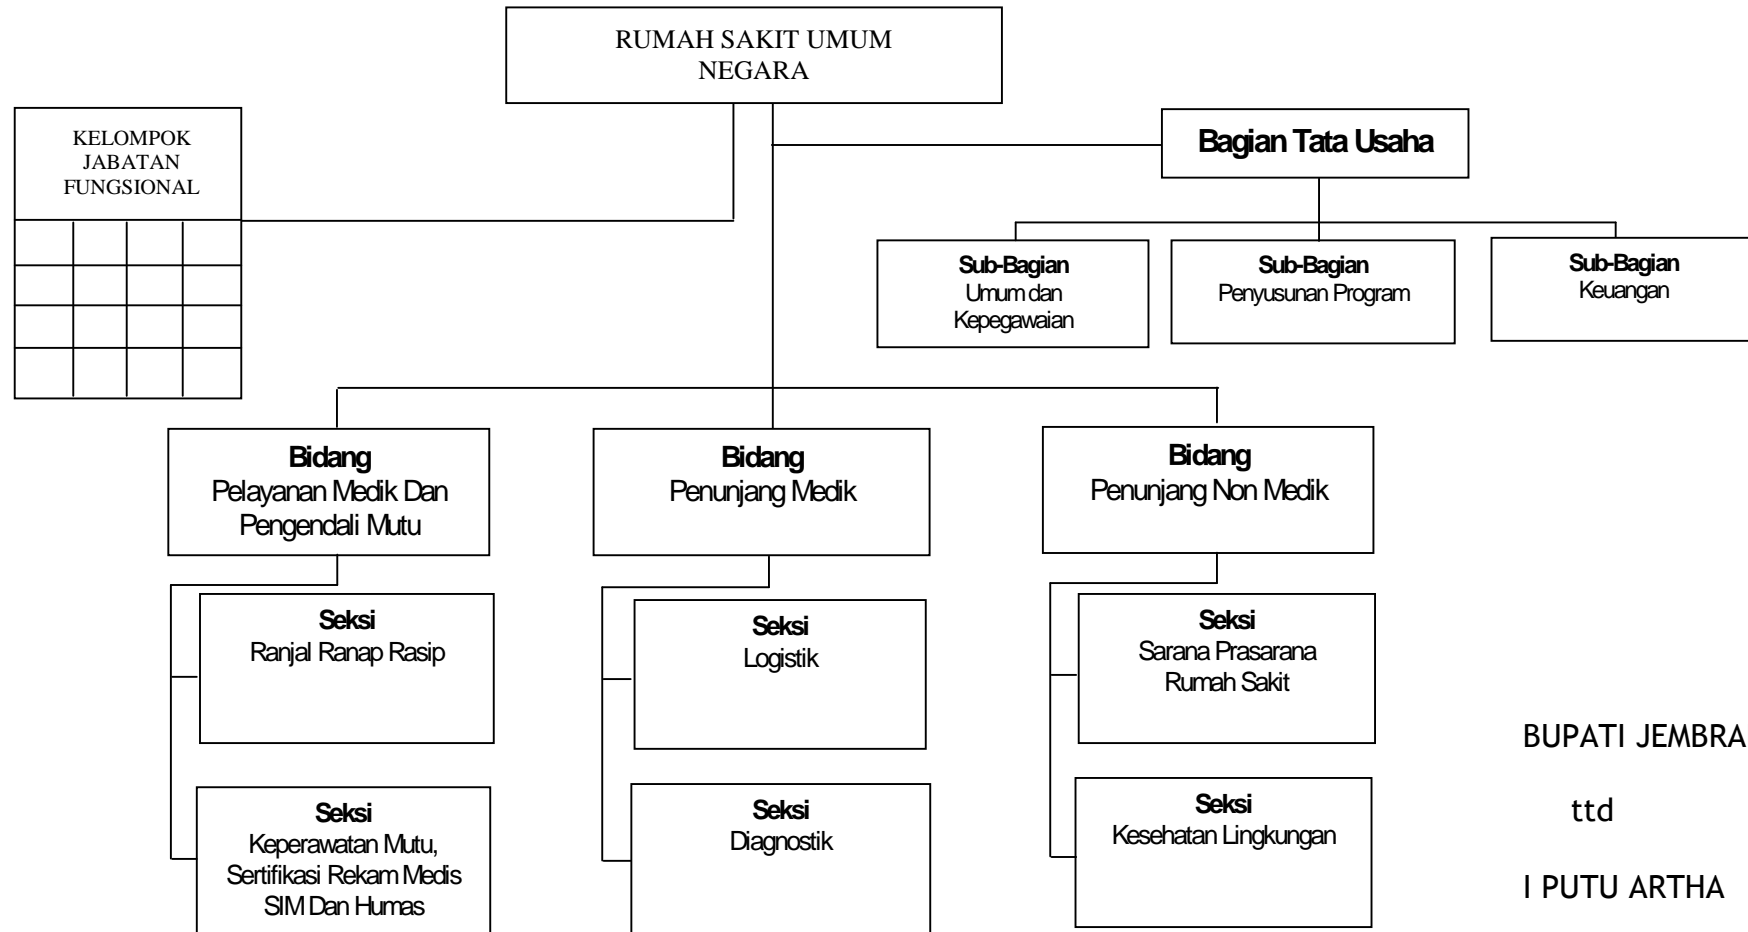 RUMAH SAKIT UMUM
NEGARA
KELOMPOK
JABATAN
FUNGSIONAL
Bagian Tata Usaha
Sub-Bagian
Umum dan
Kepegawaian
Sub-Bagian
Penyusunan Program
Sub-Bagian
Keuangan
Bidang
Pelayanan Medik Dan
Pengendali Mutu
Bidang
Penunjang Medik
Bidang
Penunjang Non Medik
Seksi
Ranjal Ranap Rasip
Seksi
Logistik
Seksi
Sarana Prasarana
Rumah Sakit
Seksi
Keperawatan Mutu,
Sertifikasi Rekam Medis
SIM Dan Humas
Seksi
Diagnostik
Seksi
Kesehatan Lingkungan
BUPATI JEMBRA
ttd
I PUTU ARTHA